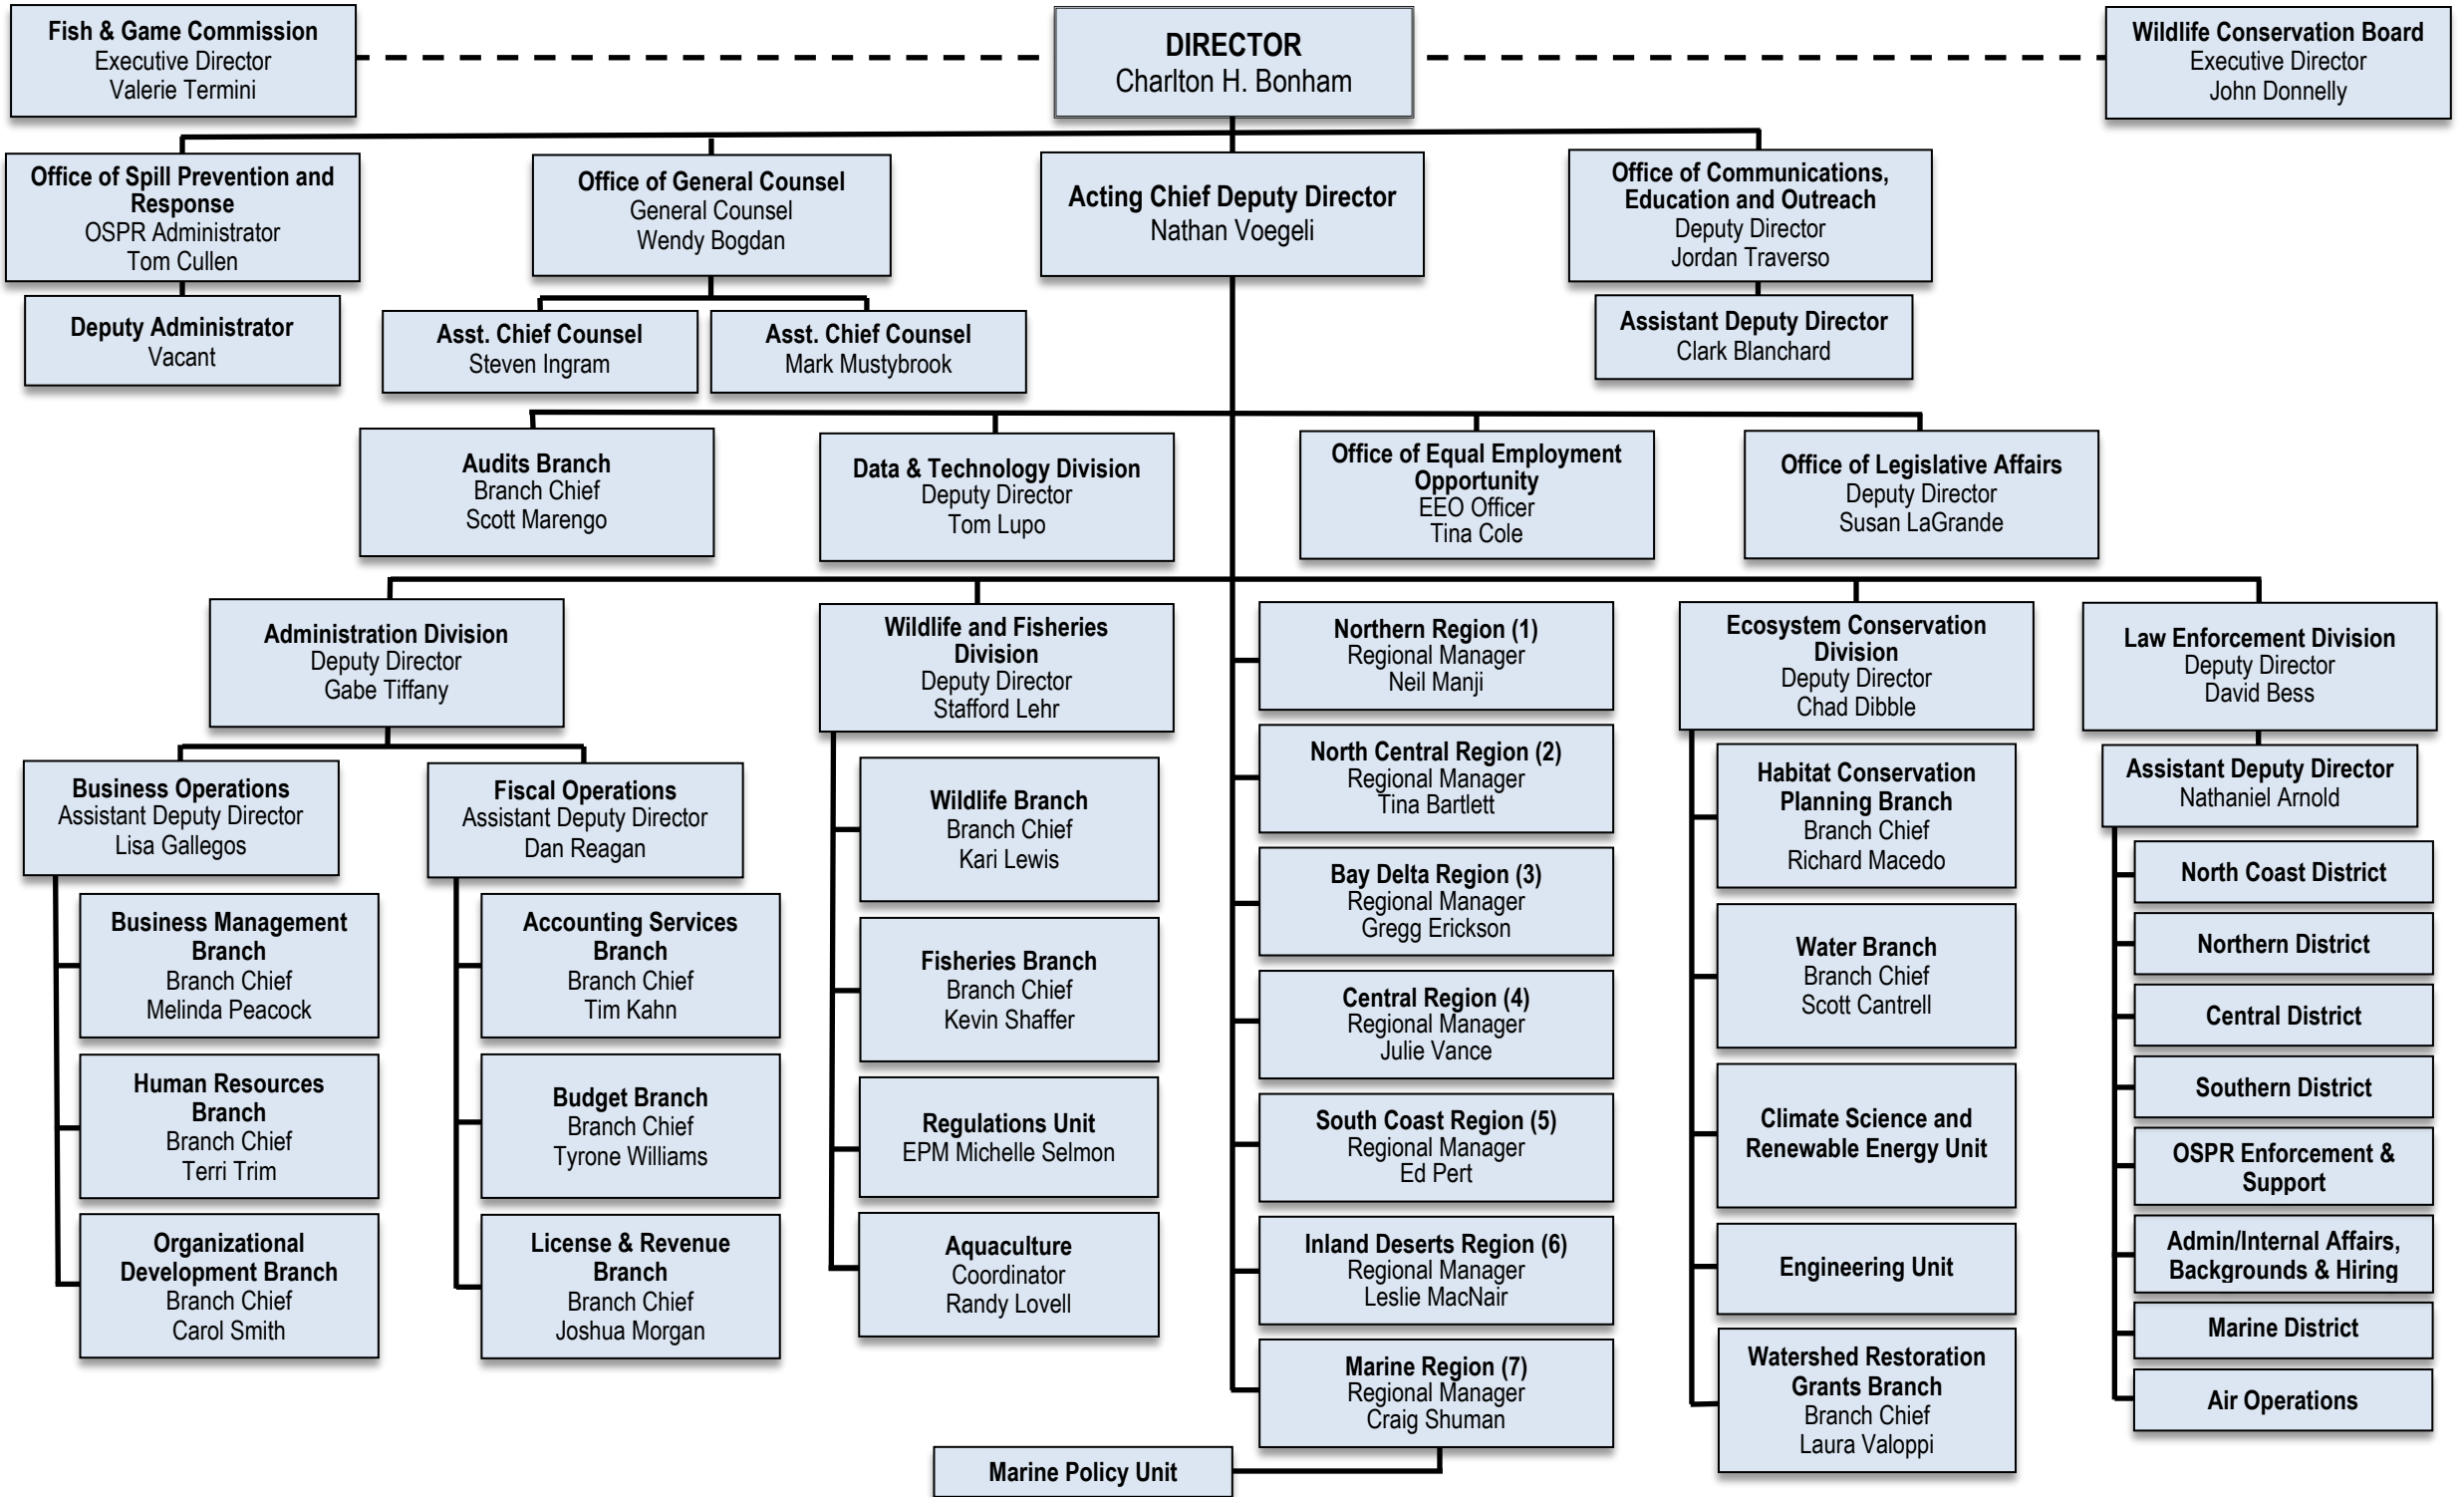 Fish & Game Commission
Executive Director
Valerie Termini
DIRECTOR
Charlton H. Bonham
Wildlife Conservation Board
Executive Director
John Donnelly
Office of Spill Prevention and
Response
OSPR Administrator
Tom Cullen
Office of General Counsel
General Counsel
Wendy Bogdan
Acting Chief Deputy Director
Nathan Voegeli
Office of Communications,
Education and Outreach
Deputy Director
Jordan Traverso
Deputy Administrator
Vacant
Asst. Chief Counsel
Steven Ingram
Asst. Chief Counsel
Mark Mustybrook
Assistant Deputy Director
Clark Blanchard
Audits Branch
Branch Chief
Scott Marengo
Data & Technology Division
Deputy Director
Tom Lupo
Office of Equal Employment
Opportunity
EEO Officer
Tina Cole
Office of Legislative Affairs
Deputy Director
Susan LaGrande
Administration Division
Deputy Director
Gabe Tiffany
Business Operations
Assistant Deputy Director
Lisa Gallegos
Business Management
Branch
Branch Chief
Melinda Peacock
Human Resources
Branch
Branch Chief
Terri Trim
Organizational
Development Branch
Branch Chief
Carol Smith
Fiscal Operations
Assistant Deputy Director
Dan Reagan
Accounting Services
Branch
Branch Chief
Tim Kahn
Budget Branch
Branch Chief
Tyrone Williams
License & Revenue
Branch
Branch Chief
Joshua Morgan
Wildlife and Fisheries
Division
Deputy Director
Stafford Lehr
Wildlife Branch
Branch Chief
Kari Lewis
Fisheries Branch
Branch Chief
Kevin Shaffer
Regulations Unit
EPM Michelle Selmon
Aquaculture
Coordinator
Randy Lovell
Northern Region (1)
Regional Manager
Neil Manji
North Central Region (2)
Regional Manager
Tina Bartlett
Bay Delta Region (3)
Regional Manager
Gregg Erickson
Central Region (4)
Regional Manager
Julie Vance
South Coast Region (5)
Regional Manager
Ed Pert
Inland Deserts Region (6)
Regional Manager
Leslie MacNair
Marine Region (7)
Regional Manager
Craig Shuman
Marine Policy Unit
Ecosystem Conservation
Division
Deputy Director
Chad Dibble
Habitat Conservation
Planning Branch
Branch Chief
Richard Macedo
Water Branch
Branch Chief
Scott Cantrell
Climate Science and
Renewable Energy Unit
Engineering Unit
Watershed Restoration
Grants Branch
Branch Chief
Laura Valoppi
Law Enforcement Division
Deputy Director
David Bess
Assistant Deputy Director
Nathaniel Arnold
North Coast District
Northern District
Central District
Southern District
OSPR Enforcement &
Support
Admin/Internal Affairs,
Backgrounds & Hiring
Marine District
Air Operations